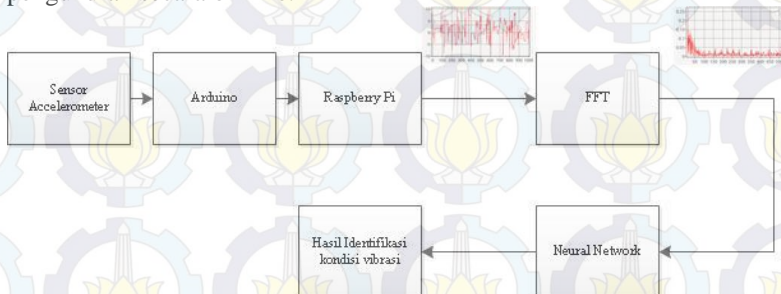 Sensor
Accelerometer
Arduino
Raspberry Pi
FFT
Hasil Identifikasi
kondisi vibrasi
Neural Network